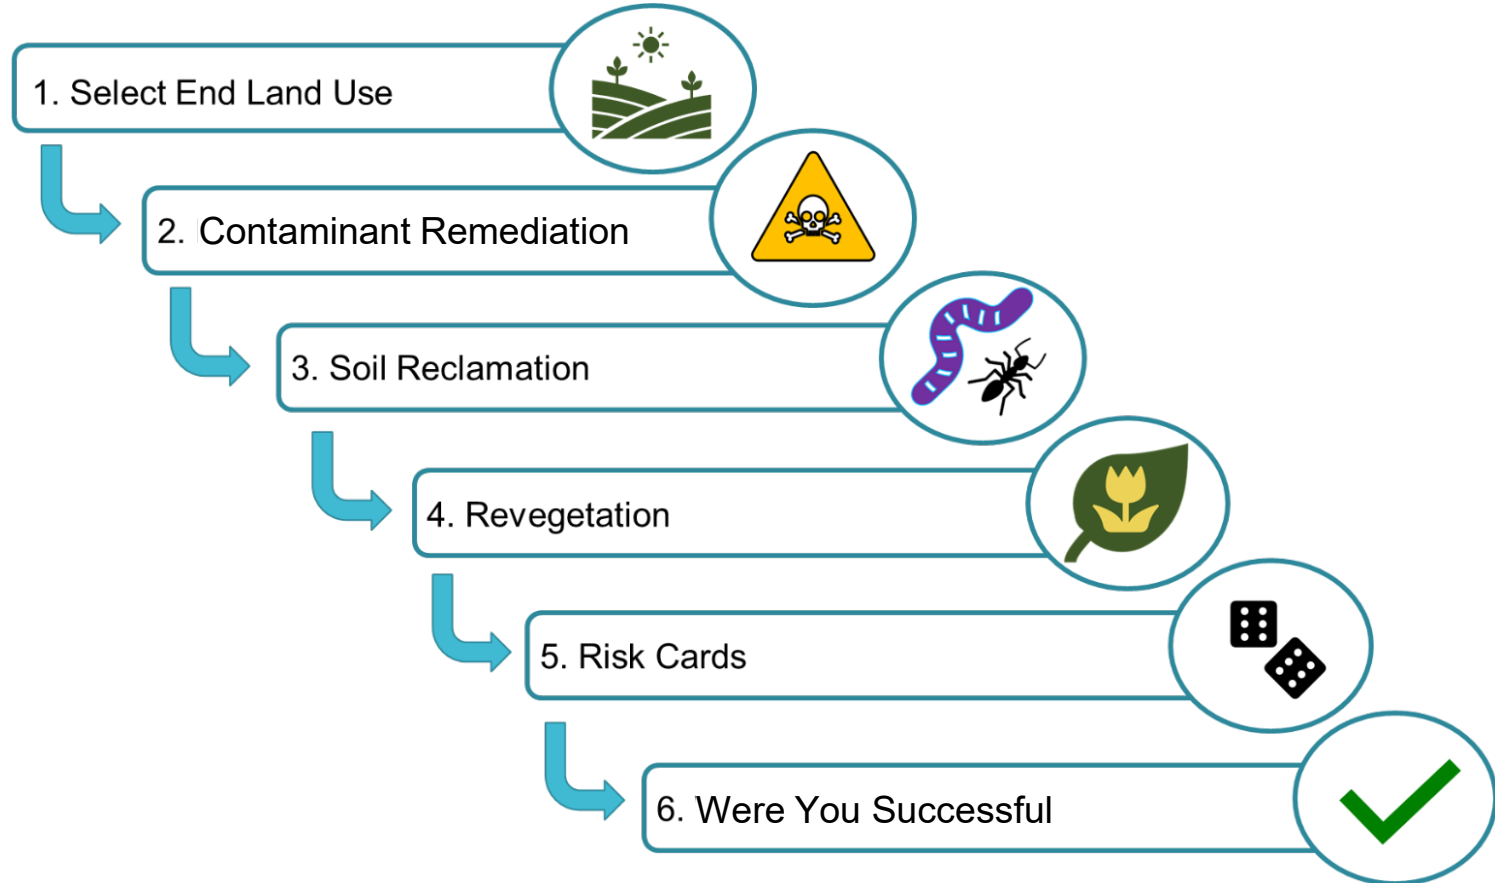 1. Select End Land Use
2. Contaminant Remediation
3. Soil Reclamation
4. Revegetation
5. Risk Cards
6. Were You Successful